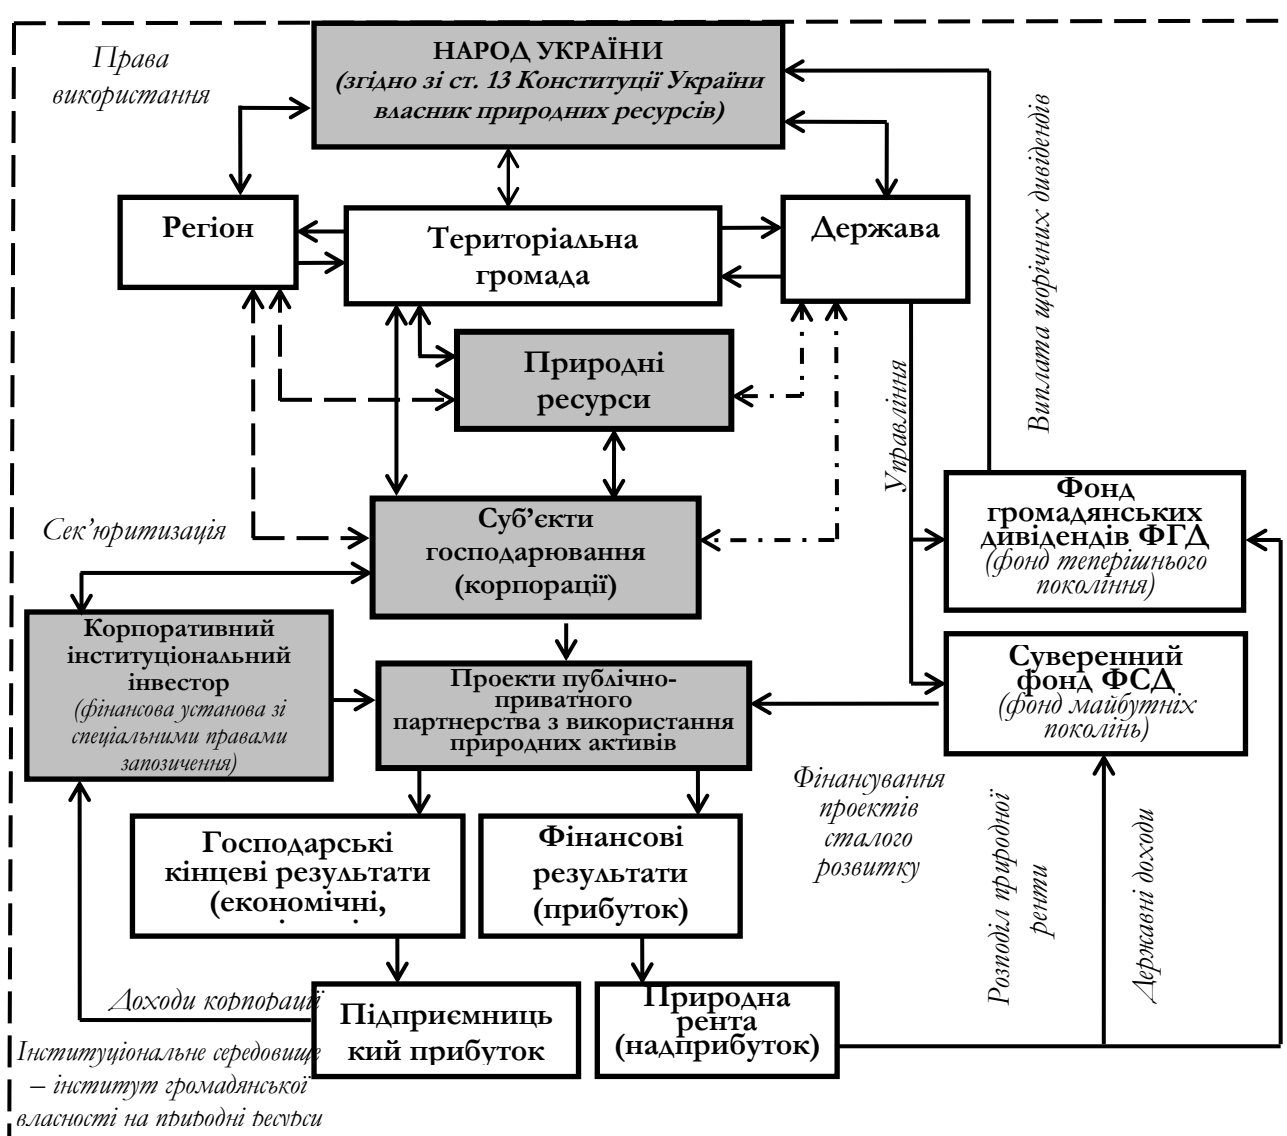 НАРОД УКРАЇНИ
(згідно зі ст. 13 Конституції України
власник природних ресурсів)
Права
використання
Регіон
Територіальна
громада
Держава
Виплата щорічних дивідендів
Природні
ресурси
Управління
Сек’юритизація
Суб’єкти
господарювання
(корпорації)
Фонд
громадянських
дивідендів ФГД
(фонд теперішнього
покоління)
Корпоративний
інституціональний
інвестор
(фінансова установа зі
спеціальними правами
запозичення)
Проекти публічно-
приватного
партнерства з використання
природних активів
Суверенний
фонд ФСД
(фонд майбутніх
поколінь)
Фінансування
проектів
сталого
розвитку
Розподіл природної
ренти
Державні доходи
Господарські
кінцеві результати
(економічні,
Фінансові
результати
(прибуток)
Доходи корпорації
Підприємниць
кий прибуток
Природна
рента
(надприбуток)
Інституціональне середовище
– інститут громадянської
власності на природні ресурси